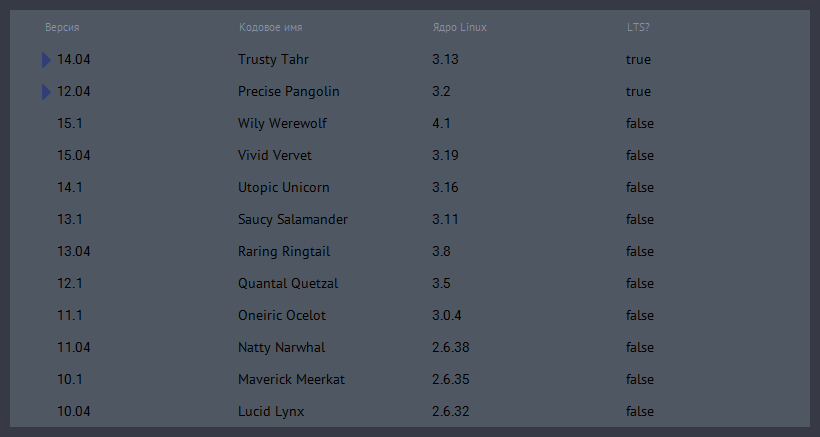 Версия Кодовое имя Ядро Linux LTS?
14.04 Trusty Tahr 3.13 true
12.04 Precise Pangolin 3.2 true
15.1 Wily Werewolf 4.1 false
15.04 Vivid Vervet 3.19 false
14.1 Utopic Unicorn 3.16 false
13.1 Saucy Salamander 3.11 false
13.04 Raring Ringtail 3.8 false
12.1 Quantal Quetzal 3.5 false
11.1 Oneiric Ocelot 3.0.4 false
11.04 Natty Narwhal 2.6.38 false
10.1 Maverick Meerkat 2.6.35 false
10.04 Lucid Lynx 2.6.32 false